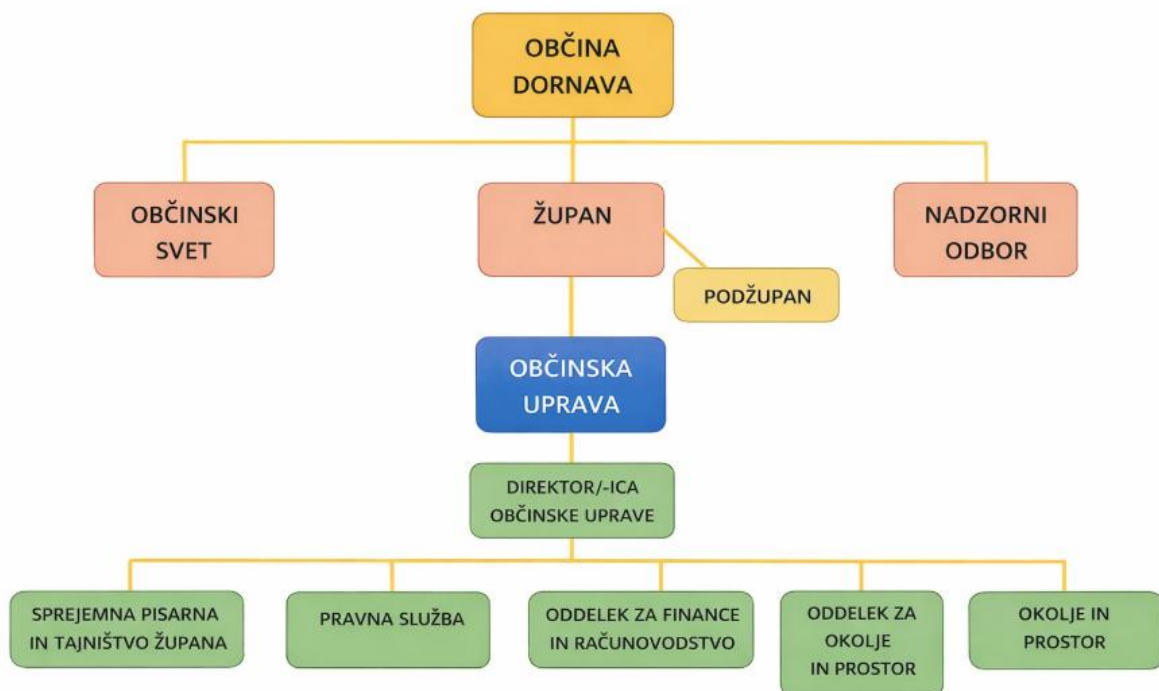 OBČINA
DORNAVA
OBČINSKI
SVET
ŽUPAN
NADZORNI
ODBOR
PODŽUPAN
OBČINSKA
UPRAVA
DIREKTOR/-ICA
OBČINSKE UPRAVE
SPREJEMNA PISARNA
IN TAJNIŠTVO ŽUPANA
PRAVNA SLUŽBA
ODDELEK ZA FINANCE
IN RAČUNOVODSTVO
ODDELEK ZA
OKOLJE
IN PROSTOR
OKOLJE IN
PROSTOR